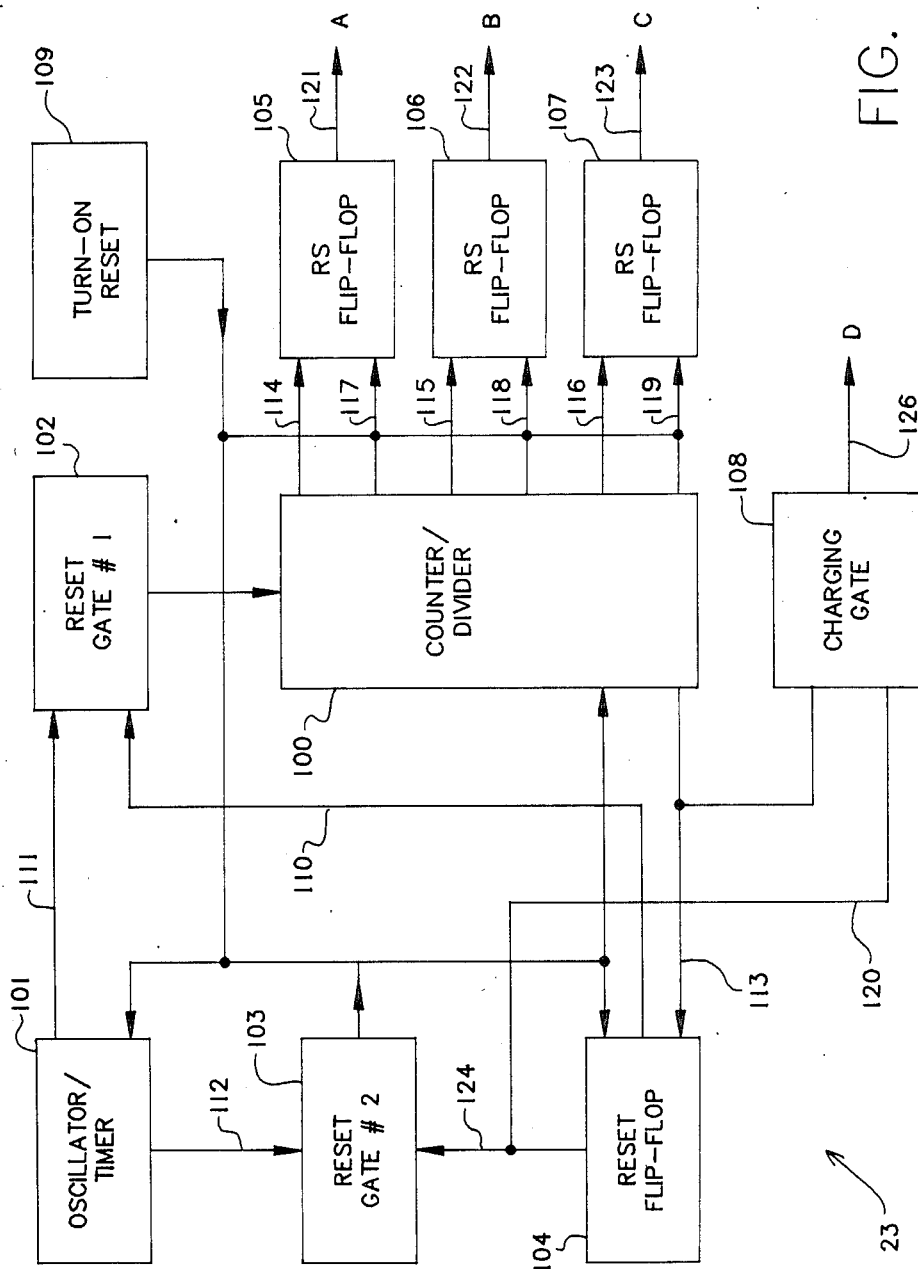 109
TURN-ON
RESET
A
121
105
RS
FLIP-FLOP
B
122
106
RS
FLIP-FLOP
C
123
107
RS
FLIP-FLOP
FIG.
102
RESET
GATE # 1
114
117
115
118
116
119
COUNTER/
DIVIDER
100
D
126
108
CHARGING
GATE
111
110
101
OSCILLATOR/
TIMER
112
103
RESET
GATE # 2
124
113
120
104
RESET
FLIP-FLOP
23